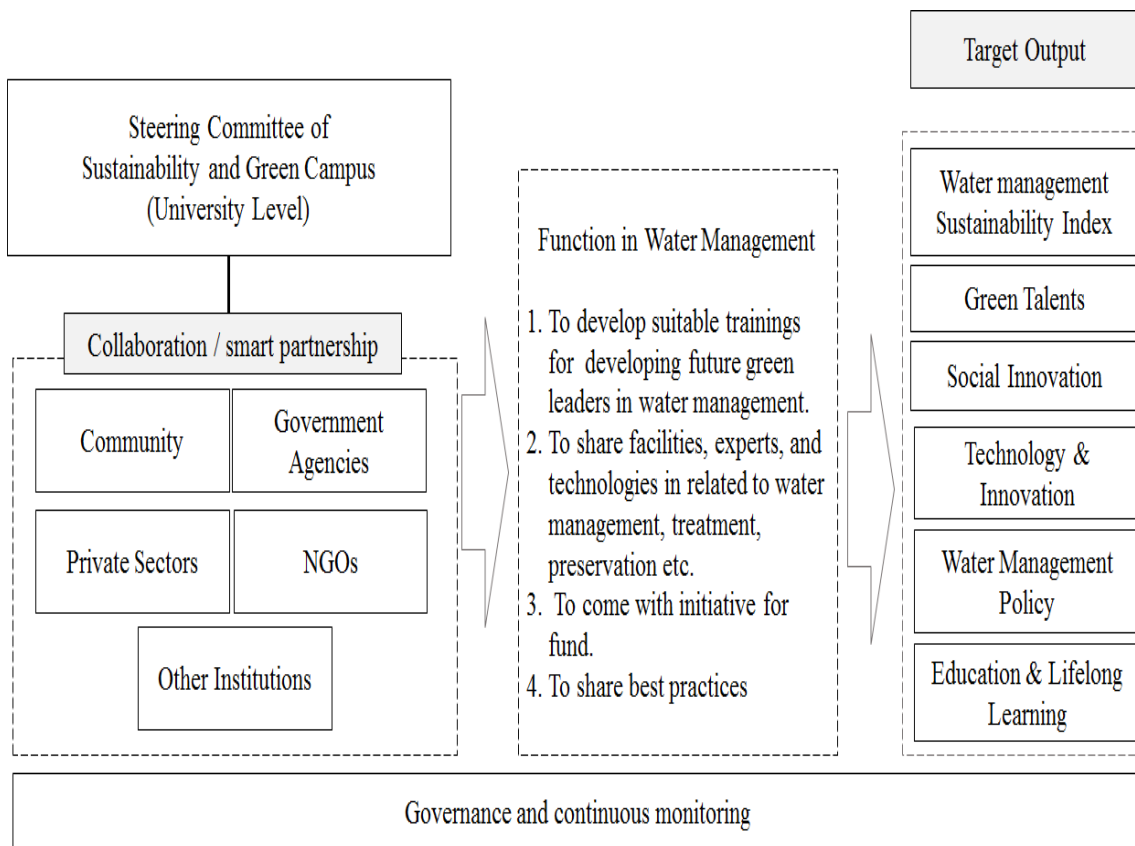 Steering Committee of
Sustainability and Green Campus
(University Level)
Collaboration / smart partnership
Community
Government
Agencies
Private Sectors
NGOs
Other Institutions
Function in Water Management
1. To develop suitable trainings
for developing future green
leaders in water management.
2. To share facilities, experts, and
technologies in related to water
management, treatment,
preservation etc.
3. To come with initiative for
fund.
4. To share best practices
Target Output
Water management
Sustainability Index
Green Talents
Social Innovation
Technology &
Innovation
Water Management
Policy
Education & Lifelong
Learning
Governance and continuous monitoring